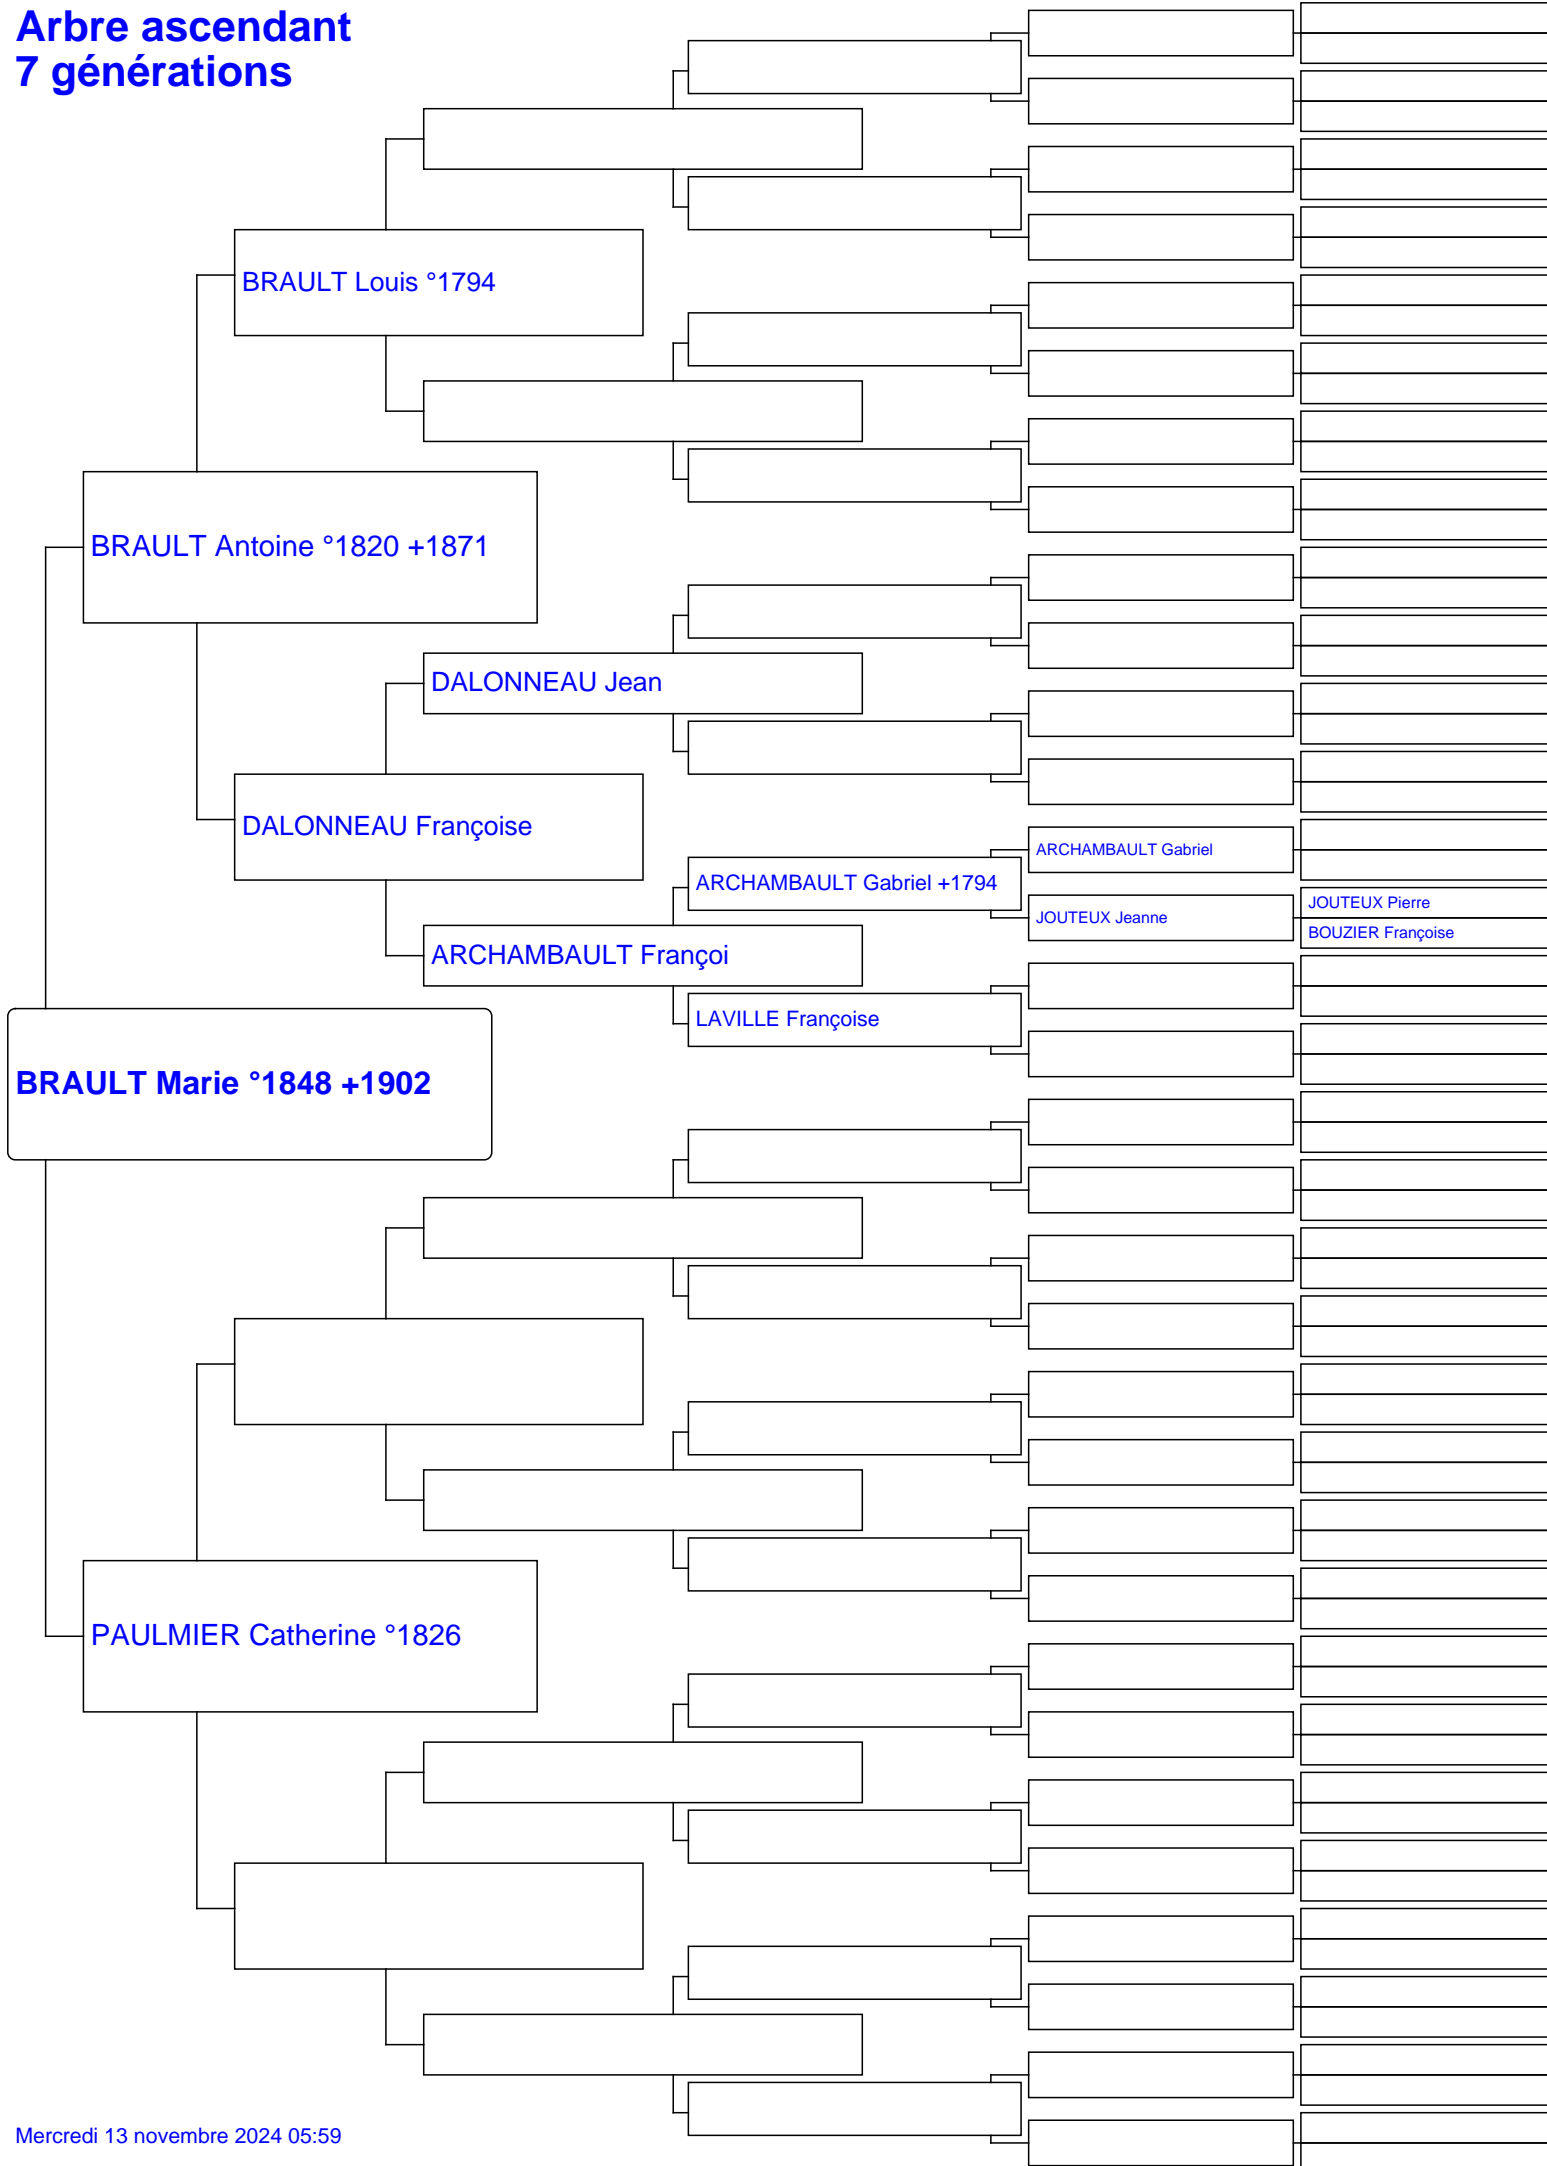 Arbre ascendant
7 générations
BRAULT Louis °1794
BRAULT Antoine °1820 +1871
DALONNEAU Jean
DALONNEAU Françoise
ARCHAMBAULT Gabriel
ARCHAMBAULT Gabriel +1794
JOUTEUX Pierre
JOUTEUX Jeanne
BOUZIER Françoise
ARCHAMBAULT Françoi
LAVILLE Françoise
BRAULT Marie °1848 +1902
PAULMIER Catherine °1826
Mercredi 13 novembre 2024 05:59